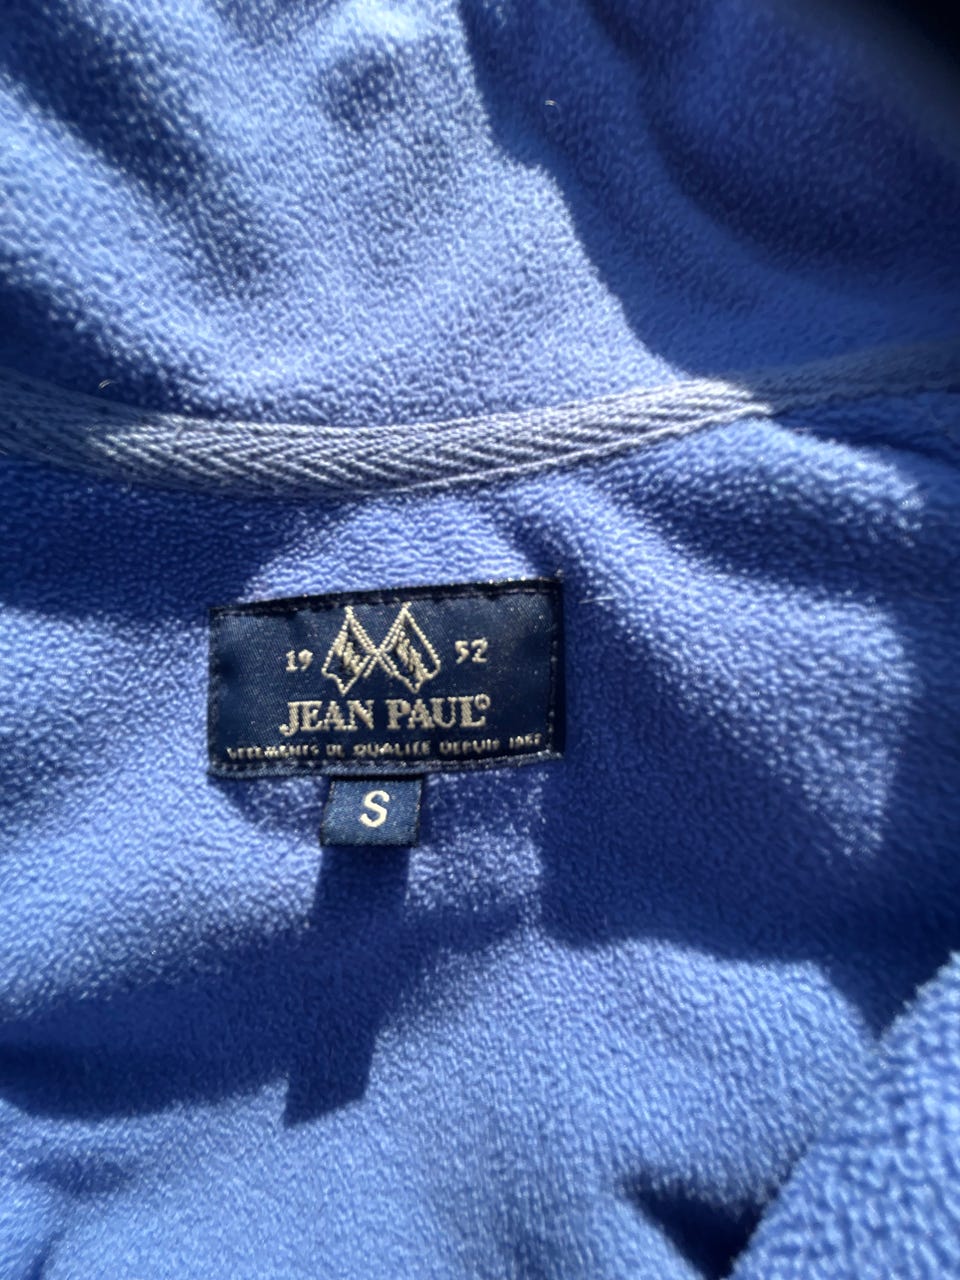 19 52
JEAN PAUL®
VETEMENTS DE QUALITE DEPUIS 1952
S